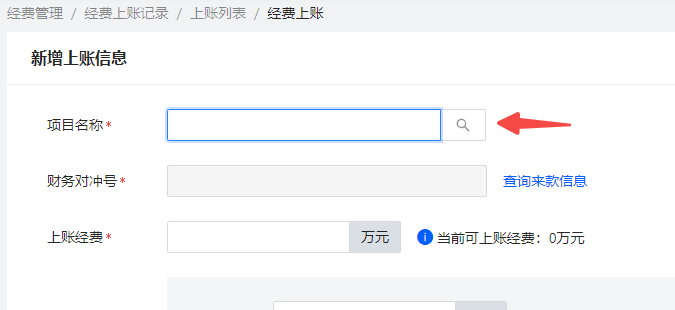 经费管理 / 经费上账记录 / 上账列表 / 经费上账
新增上账信息
项目名称*
财务对冲号* 查询来款信息
上账经费* 万元 i 当前可上账经费：0万元